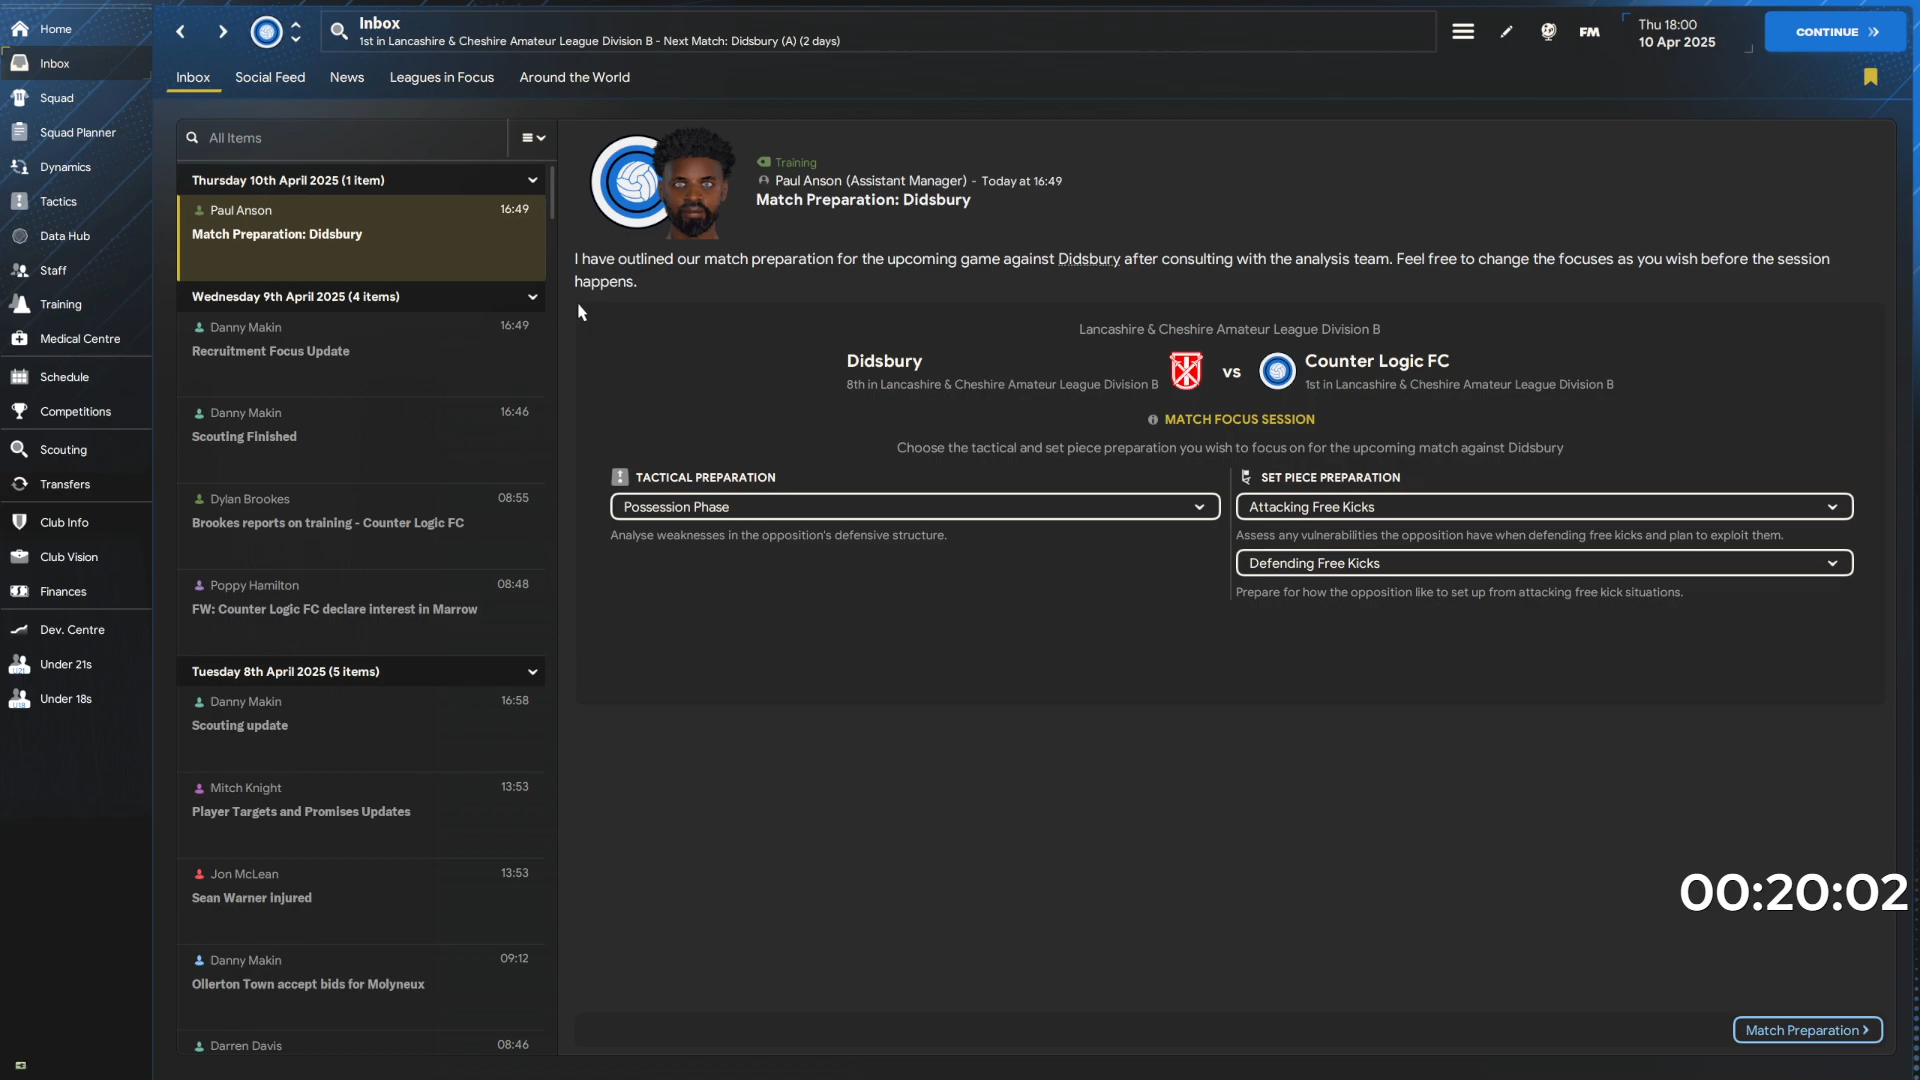 Home
Inbox
Squad
Squad Planner
Dynamics
Tactics
Data Hub
Staff
Training
Medical Centre
Schedule
Competitions
Scouting
Transfers
Club Info
Club Vision
Finances
Dev. Centre
Under 21s
Under 18s
Inbox
1st in Lancashire & Cheshire Amateur League Division B - Next Match: Didsbury (A) (2 days)
FM
Thu 18:00
10 Apr 2025
CONTINUE
Inbox
Social Feed
News
Leagues in Focus
Around the World
All Items
Thursday 10th April 2025 (1 item)
Paul Anson 16:49
Match Preparation: Didsbury
Wednesday 9th April 2025 (4 items)
Danny Makin 16:49
Recruitment Focus Update
Danny Makin 16:46
Scouting Finished
Dylan Brookes 08:55
Brookes reports on training - Counter Logic FC
Poppy Hamilton 08:48
FW: Counter Logic FC declare interest in Marrow
Tuesday 8th April 2025 (5 items)
Danny Makin 16:58
Scouting update
Mitch Knight 13:53
Player Targets and Promises Updates
Jon McLean 13:53
Sean Warner injured
Danny Makin 09:12
Ollerton Town accept bids for Molyneux
Darren Davis 08:46
Training
Paul Anson (Assistant Manager) - Today at 16:49
Match Preparation: Didsbury
I have outlined our match preparation for the upcoming game against Didsbury after consulting with the analysis team. Feel free to change the focuses as you wish before the session
happens.
Lancashire & Cheshire Amateur League Division B
Didsbury
8th in Lancashire & Cheshire Amateur League Division B
vs
Counter Logic FC
1st in Lancashire & Cheshire Amateur League Division B
MATCH FOCUS SESSION
Choose the tactical and set piece preparation you wish to focus on for the upcoming match against Didsbury
TACTICAL PREPARATION
Possession Phase
Analyse weaknesses in the opposition's defensive structure.
SET PIECE PREPARATION
Attacking Free Kicks
Assess any vulnerabilities the opposition have when defending free kicks and plan to exploit them.
Defending Free Kicks
Prepare for how the opposition like to set up from attacking free kick situations.
00:20:02
Match Preparation >